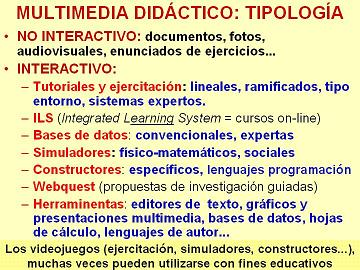 MULTIMEDIA DIDÁCTICO: TIPOLOGÍA
• NO INTERACTIVO: documentos, fotos,
audiovisuales, enunciados de ejercicios...
• INTERACTIVO:
– Tutoriales y ejercitación: lineales, ramificados, tipo
entorno, sistemas expertos.
– ILS (Integrated Learning System = cursos on-line)
– Bases de datos: convencionales, expertas
– Simuladores: físico-matemáticos, sociales
– Constructores: específicos, lenguajes programación
– Webquest (propuestas de investigación guiadas)
– Herraminentas: editores de texto, gráficos y
presentaciones multimedia, bases de datos, hojas
de cálculo, lenguajes de autor...
Los videojuegos (ejercitación, simuladores, constructores...),
muchas veces pueden utilizarse con fines educativos